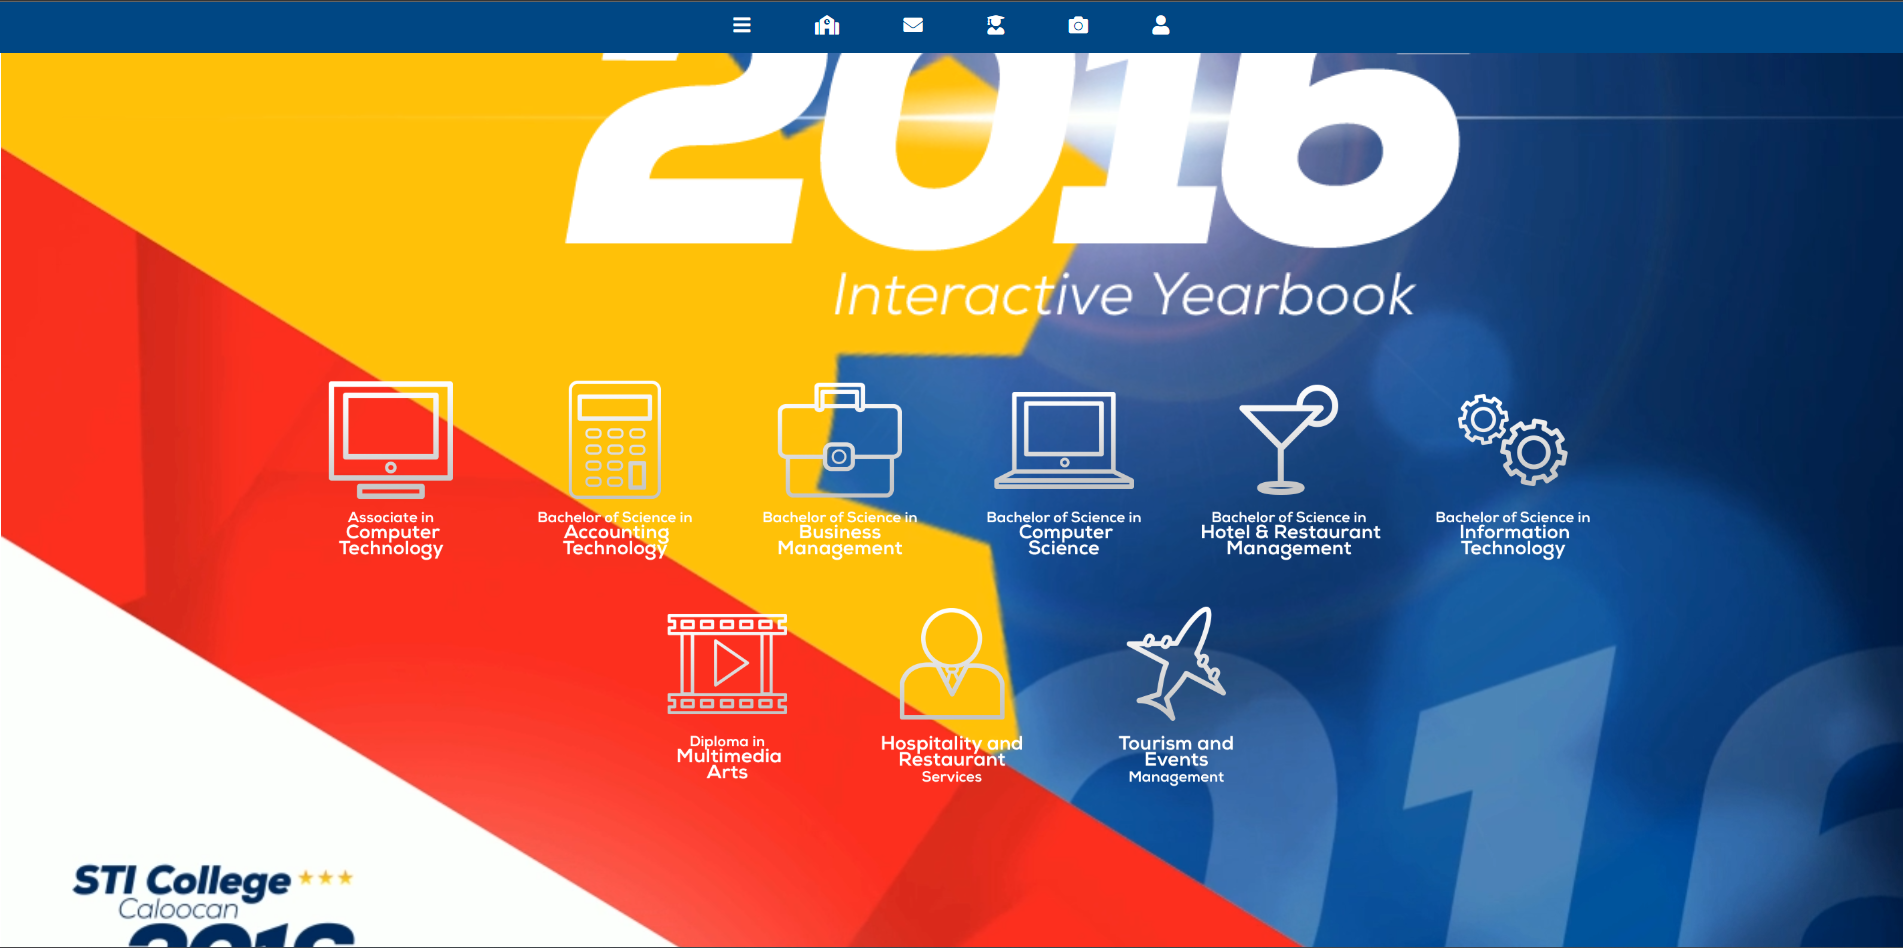 2016
Interactive Yearbook
Associate in
Computer
Technology
Bachelor of Science in
Accounting
Technology
Bachelor of Science in
Business
Management
Bachelor of Science in
Computer
Science
Bachelor of Science in
Hotel & Restaurant
Management
Bachelor of Science in
Information
Technology
Diploma in
Multimedia
Arts
Hospitality and
Restaurant
Services
Tourism and
Events
Management
016
STI College
Caloocan
2016